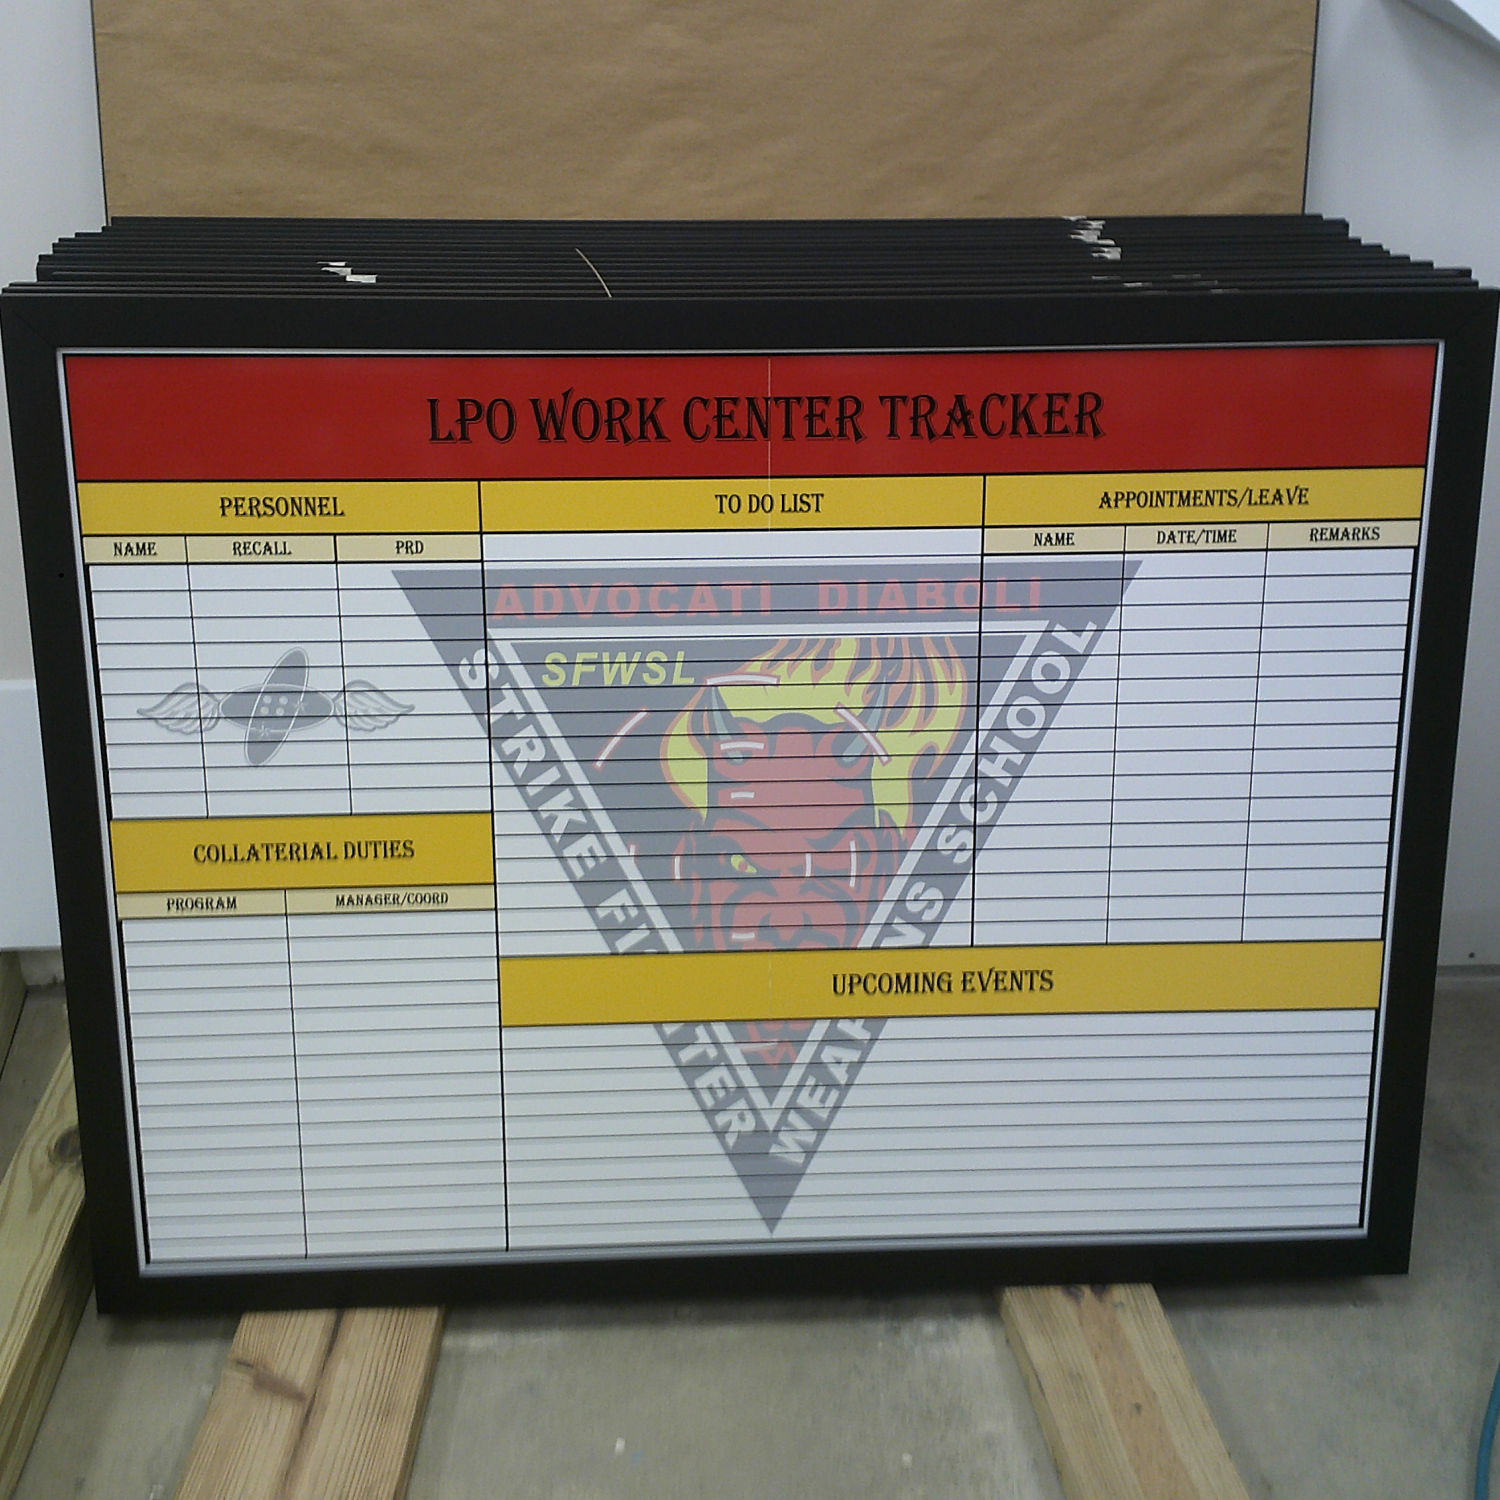 LPO WORK CENTER TRACKER
PERSONNEL
TO DO LIST
APPOINTMENTS/LEAVE
NAME RECALL PRD
NAME DATE/TIME REMARKS
ADVOCATI DIABOLI
SFWSL
STRIKE FIGHTER
WEAPONS SCHOOL
COLLATERIAL DUTIES
PROGRAM MANAGER/COORD
UPCOMING EVENTS